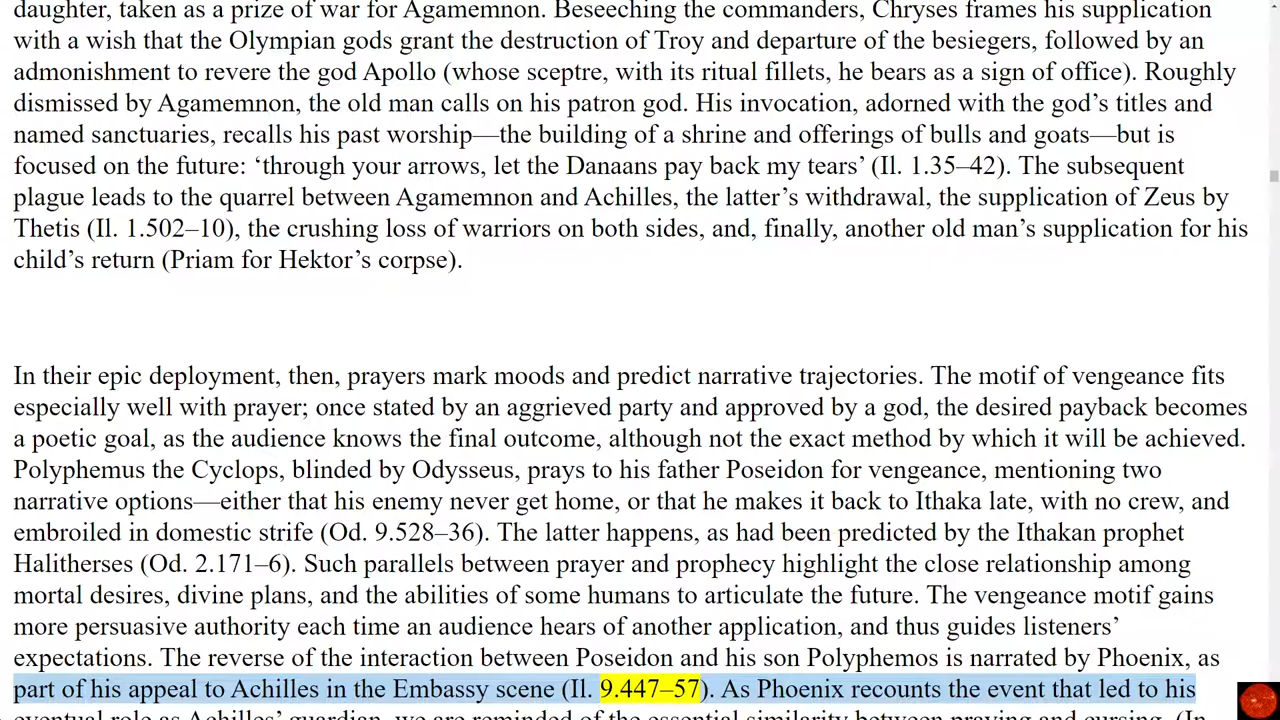 daughter, taken as a prize of war for Agamemnon. Beseeching the commanders, Chryses frames his supplication
with a wish that the Olympian gods grant the destruction of Troy and departure of the besiegers, followed by an
admonishment to revere the god Apollo (whose sceptre, with its ritual fillets, he bears as a sign of office). Roughly
dismissed by Agamemnon, the old man calls on his patron god. His invocation, adorned with the god’s titles and
named sanctuaries, recalls his past worship—the building of a shrine and offerings of bulls and goats—but is
focused on the future: ‘through your arrows, let the Danaans pay back my tears’ (Il. 1.35–42). The subsequent
plague leads to the quarrel between Agamemnon and Achilles, the latter’s withdrawal, the supplication of Zeus by
Thetis (Il. 1.502–10), the crushing loss of warriors on both sides, and, finally, another old man’s supplication for his
child’s return (Priam for Hektor’s corpse).
In their epic deployment, then, prayers mark moods and predict narrative trajectories. The motif of vengeance fits
especially well with prayer; once stated by an aggrieved party and approved by a god, the desired payback becomes
a poetic goal, as the audience knows the final outcome, although not the exact method by which it will be achieved.
Polyphemus the Cyclops, blinded by Odysseus, prays to his father Poseidon for vengeance, mentioning two
narrative options—either that his enemy never get home, or that he makes it back to Ithaka late, with no crew, and
embroiled in domestic strife (Od. 9.528–36). The latter happens, as had been predicted by the Ithakan prophet
Halitherses (Od. 2.171–6). Such parallels between prayer and prophecy highlight the close relationship among
mortal desires, divine plans, and the abilities of some humans to articulate the future. The vengeance motif gains
more persuasive authority each time an audience hears of another application, and thus guides listeners’
expectations. The reverse of the interaction between Poseidon and his son Polyphemos is narrated by Phoenix, as
part of his appeal to Achilles in the Embassy scene (Il. 9.447–57). As Phoenix recounts the event that led to his
eventual role as Achilles’ guardian, we are reminded of the essential similarity between praying and cursing. (In